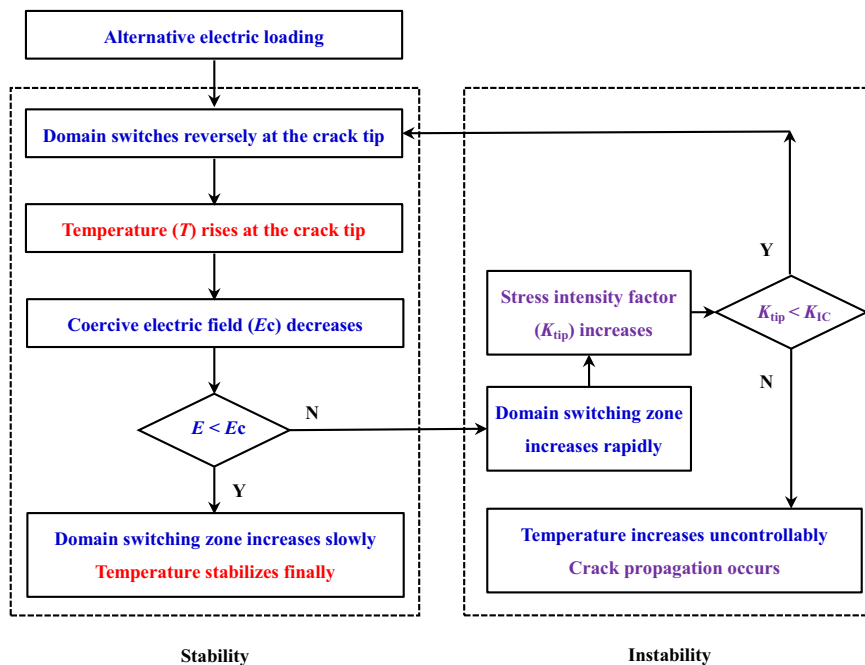 Alternative electric loading
Domain switches reversely at the crack tip
Temperature (T) rises at the crack tip
Coercive electric field (Ec) decreases
E < Ec
N
Y
Domain switching zone increases slowly
Temperature stabilizes finally
Stability
Domain switching zone
increases rapidly
Stress intensity factor
(Ktip) increases
Ktip < KIC
Y
N
Temperature increases uncontrollably
Crack propagation occurs
Instability